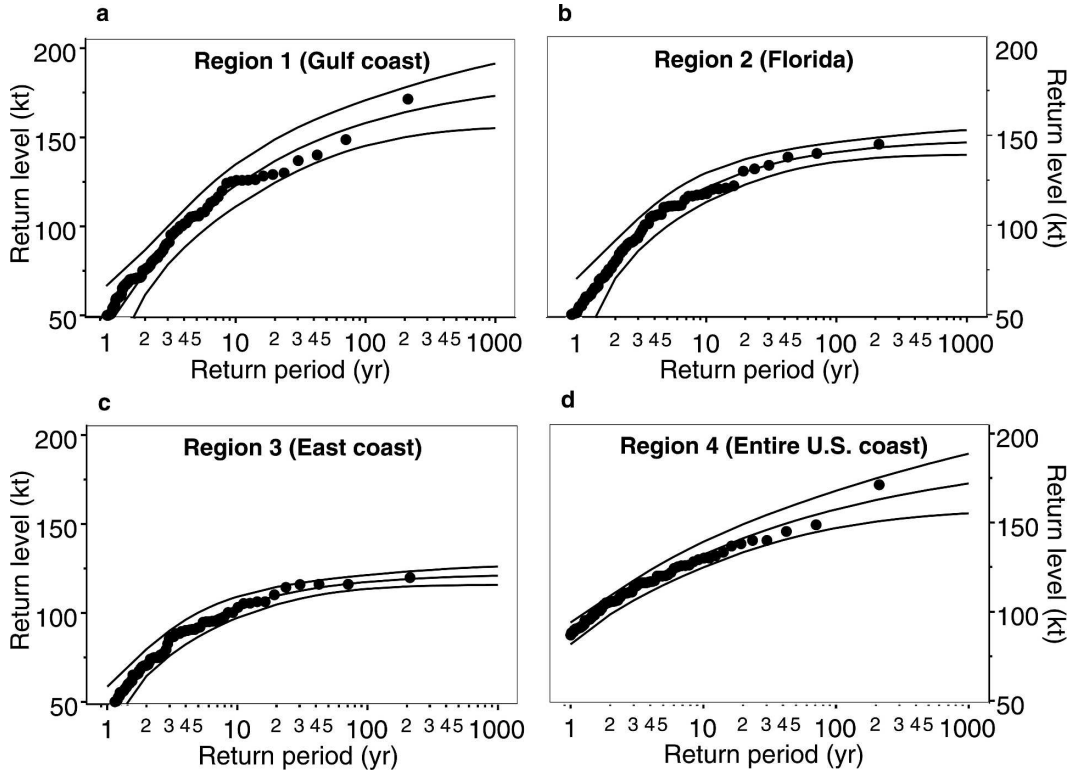 a
Region 1 (Gulf coast)
Return level (kt)
200
150
100
50
1 2 3 4 5 10 2 3 4 5 100 2 3 4 5 1000
Return period (yr)
b
Region 2 (Florida)
Return level (kt)
200
150
100
50
1 2 3 4 5 10 2 3 4 5 100 2 3 4 5 1000
Return period (yr)
c
Region 3 (East coast)
Return level (kt)
200
150
100
50
1 2 3 4 5 10 2 3 4 5 100 2 3 4 5 1000
Return period (yr)
d
Region 4 (Entire U.S. coast)
Return level (kt)
200
150
100
50
1 2 3 4 5 10 2 3 4 5 100 2 3 4 5 1000
Return period (yr)